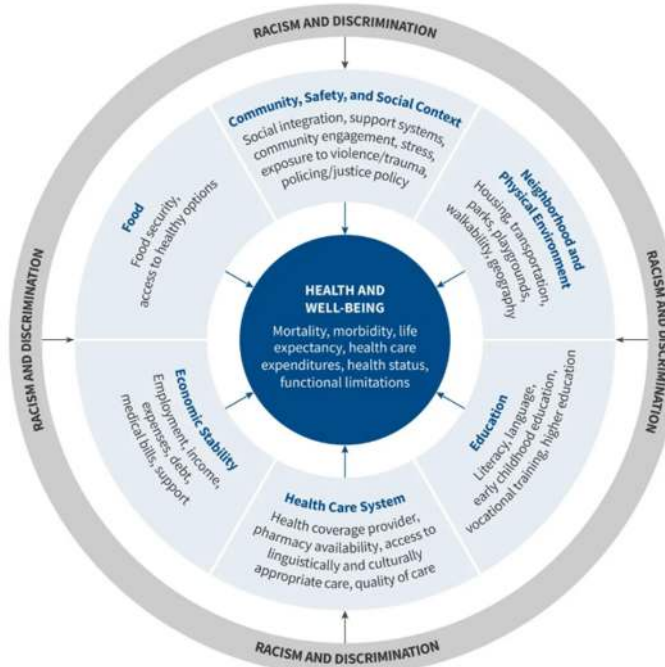 RACISM AND DISCRIMINATION
Community, Safety, and Social Context
Social integration, support systems,
community engagement, stress,
exposure to violence/trauma,
policing/justice policy
Neighborhood and
Physical Environment
Housing, transportation,
parks, playgrounds,
walkability, geography
RACISM AND DISCRIMINATION
Education
Literacy, language,
early childhood education,
vocational training, higher education
Health Care System
Health coverage provider,
pharmacy availability, access to
linguistically and culturally
appropriate care, quality of care
RACISM AND DISCRIMINATION
Economic Stability
Employment, income,
expenses, debt,
medical bills, support
RACISM AND DISCRIMINATION
Food
Food security,
access to healthy options
HEALTH AND
WELL-BEING
Mortality, morbidity, life
expectancy, health care
expenditures, health status,
functional limitations